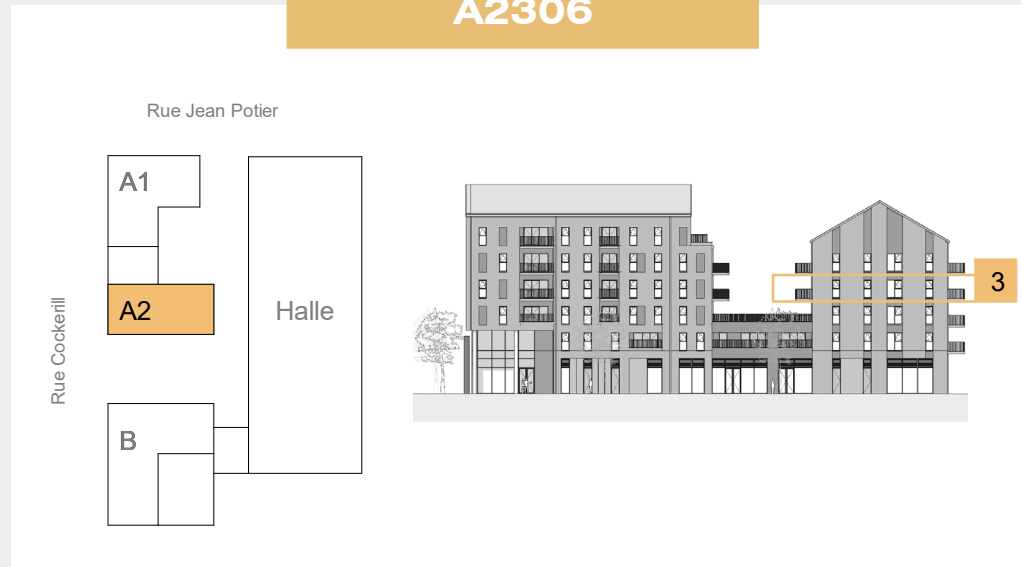 A2306
Rue Jean Potier
A1
A2
Halle
Rue Cockerill
B
3